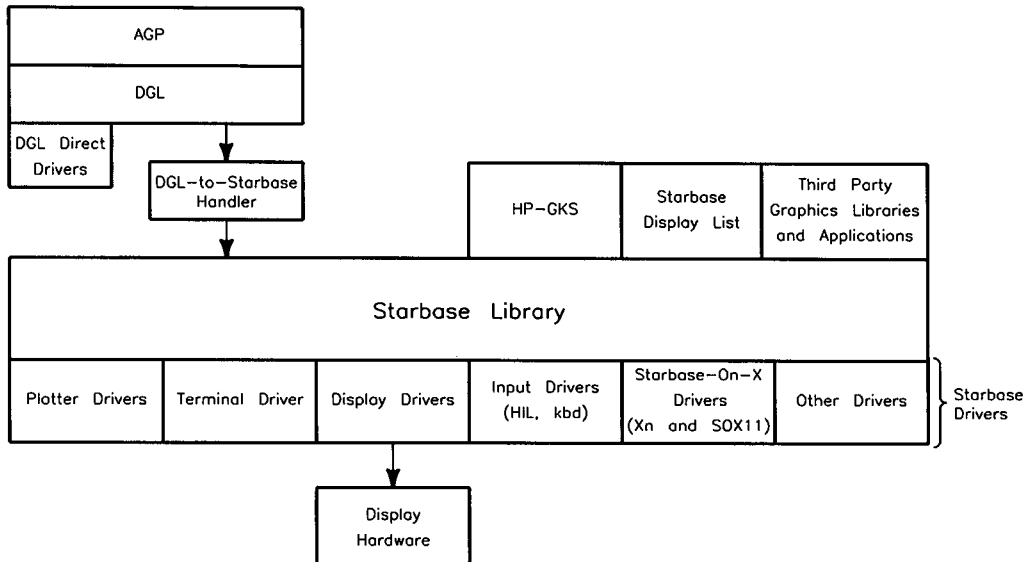 AGP
DGL
DGL Direct
Drivers
DGL-to-Starbase
Handler
HP-GKS
Starbase
Display List
Third Party
Graphics Libraries
and Applications
Starbase Library
Plotter Drivers
Terminal Driver
Display Drivers
Input Drivers
(HIL, kbd)
Starbase-On-X
Drivers
(Xn and SOX11)
Other Drivers
Starbase
Drivers
Display
Hardware